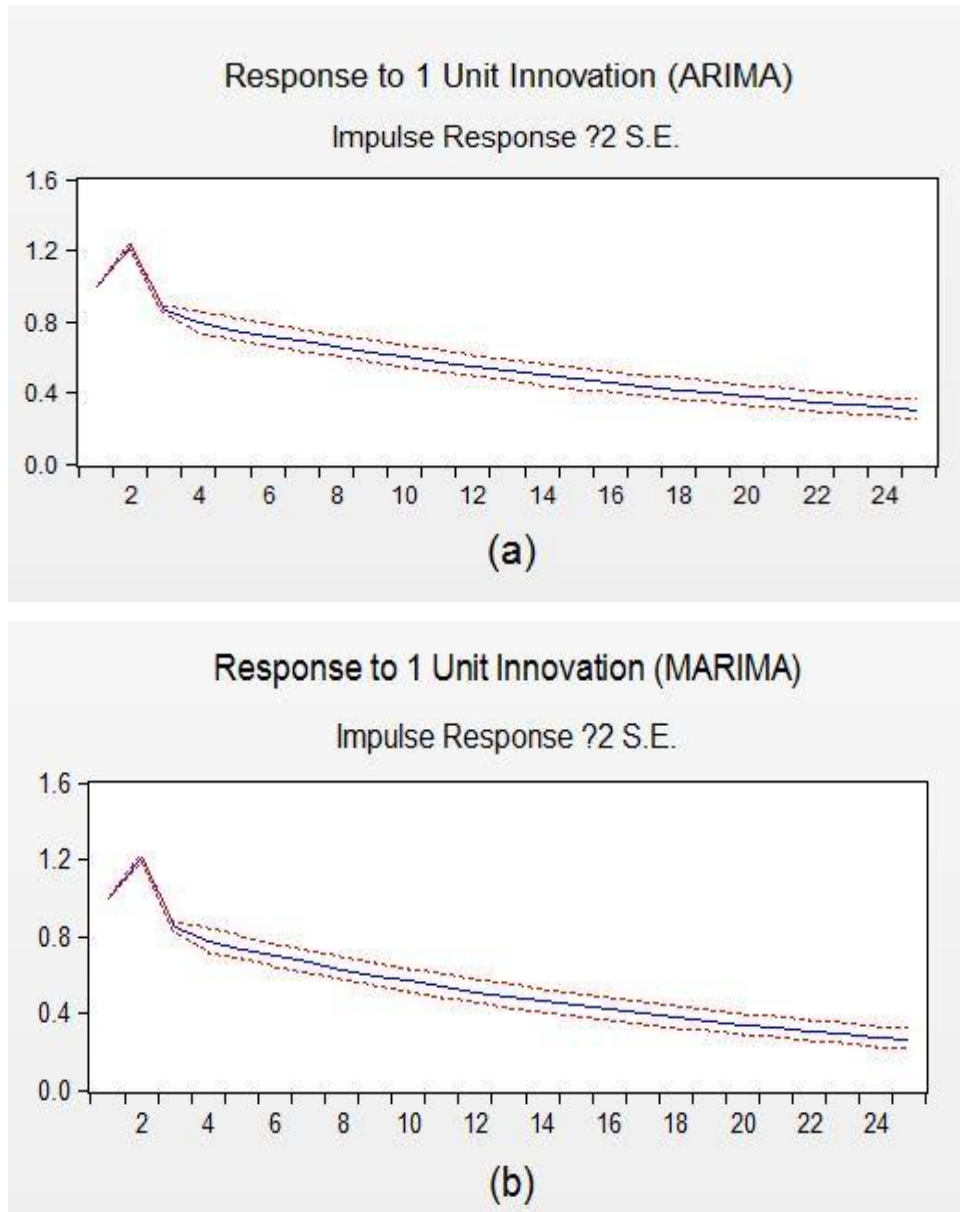 Response to 1 Unit Innovation (ARIMA)
Impulse Response ?2 S.E.
1.6
1.2
0.8
0.4
0.0
2 4 6 8 10 12 14 16 18 20 22 24
(a)
Response to 1 Unit Innovation (MARIMA)
Impulse Response ?2 S.E.
1.6
1.2
0.8
0.4
0.0
2 4 6 8 10 12 14 16 18 20 22 24
(b)